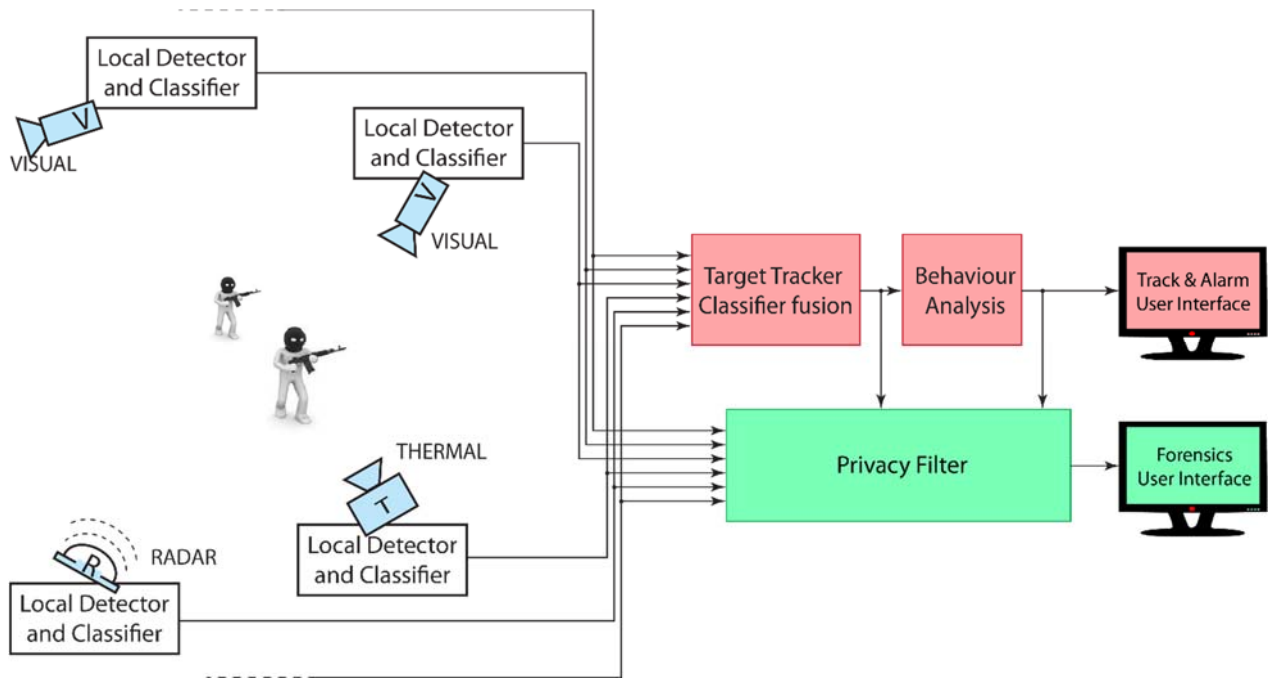 Local Detector
and Classifier
V
VISUAL
Local Detector
and Classifier
V
VISUAL
Target Tracker
Classifier fusion
Behaviour
Analysis
Track & Alarm
User Interface
THERMAL
T
Local Detector
and Classifier
Privacy Filter
Forensics
User Interface
RADAR
R
Local Detector
and Classifier